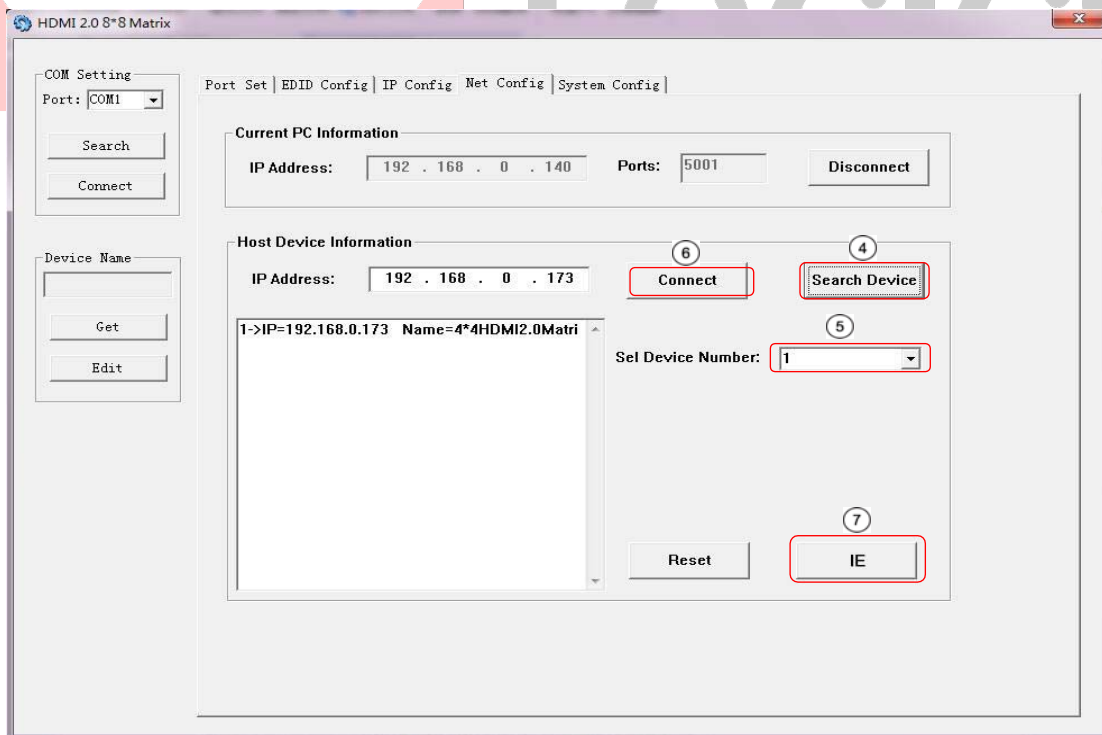 HDMI 2.0 8*8 Matrix
COM Setting
Port: COM1
Search
Connect
Device Name
Get
Edit
Port Set EDID Config IP Config Net Config System Config
Current PC Information
IP Address: 192 . 168 . 0 . 140 Ports: 5001 Disconnect
Host Device Information
6 4
IP Address: 192 . 168 . 0 . 173 Connect Search Device
1->IP=192.168.0.173 Name=4*4HDMI2.0Matri
5
Sel Device Number: 1
7
Reset IE